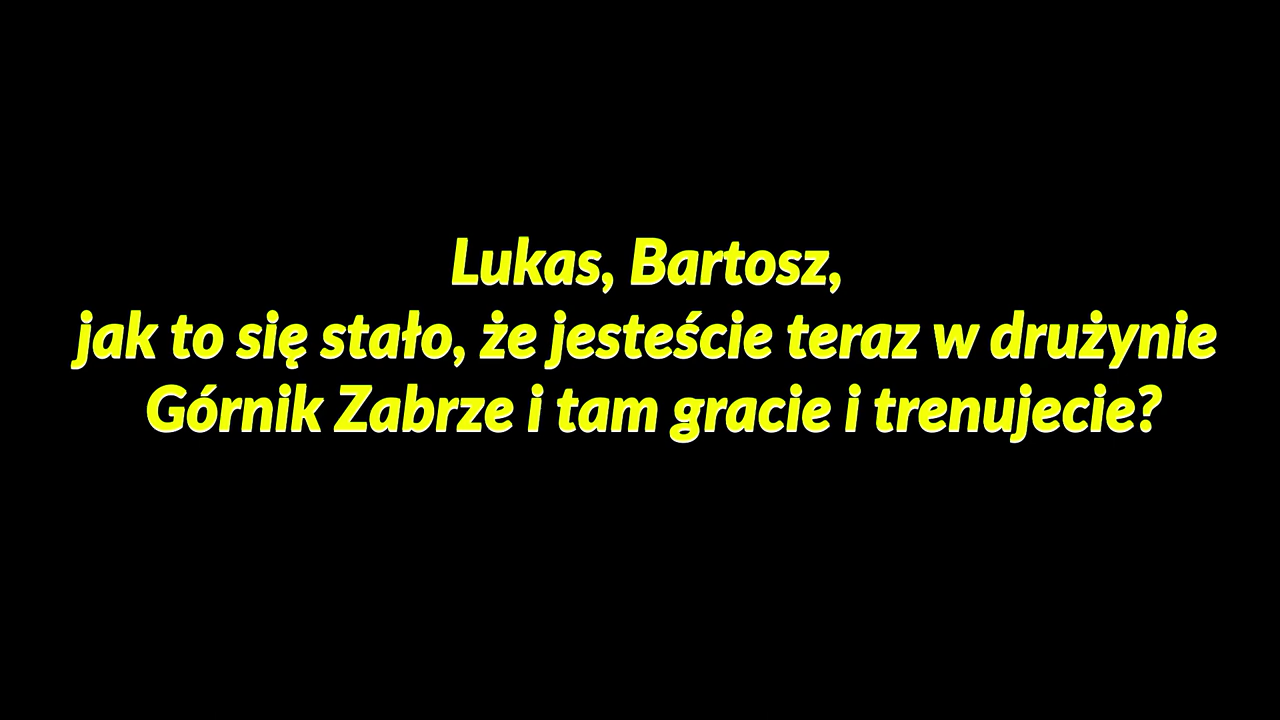 Lukas, Bartosz,
jak to się stało, że jesteście teraz w drużynie
Górnik Zabrze i tam gracie i trenujecie?